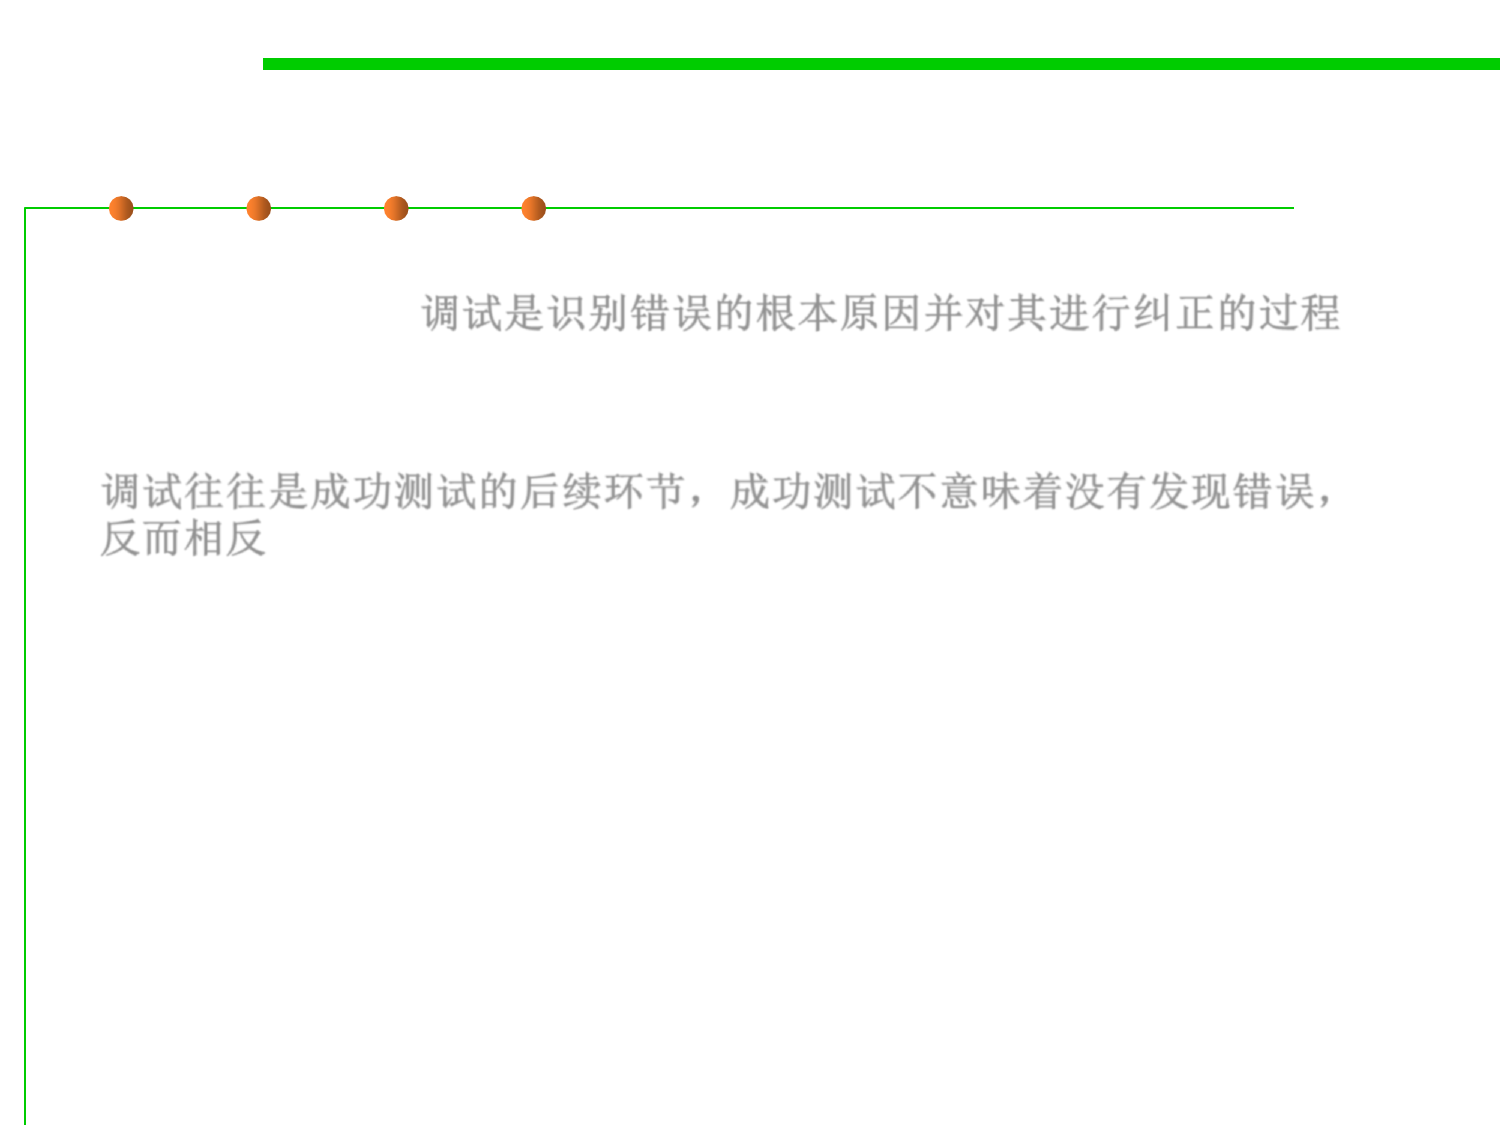 调试是识别错误的根本原因并对其进行纠正的过程
调试往往是成功测试的后续环节，成功测试不意味着没有发现错误，
反而相反